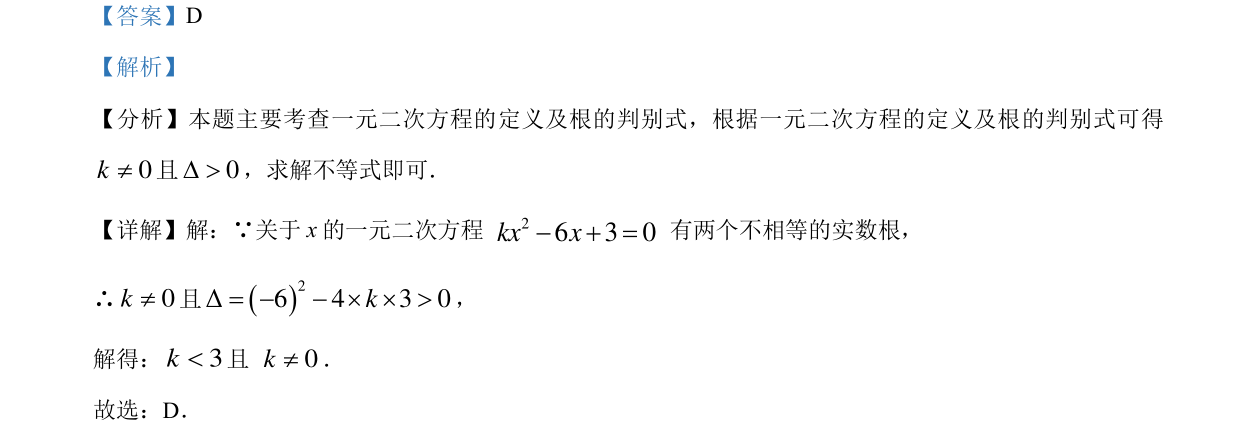 【答案】D
【解析】
【分析】本题主要考查一元二次方程的定义及根的判别式，根据一元二次方程的定义及根的判别式可得
k ≠ 0且Δ > 0，求解不等式即可．
【详解】解：∵关于 x 的一元二次方程 kx² − 6x + 3 = 0 有两个不相等的实数根，
∴ k ≠ 0且Δ = (−6)² − 4×k×3 > 0，
解得：k < 3且 k ≠ 0．
故选：D．